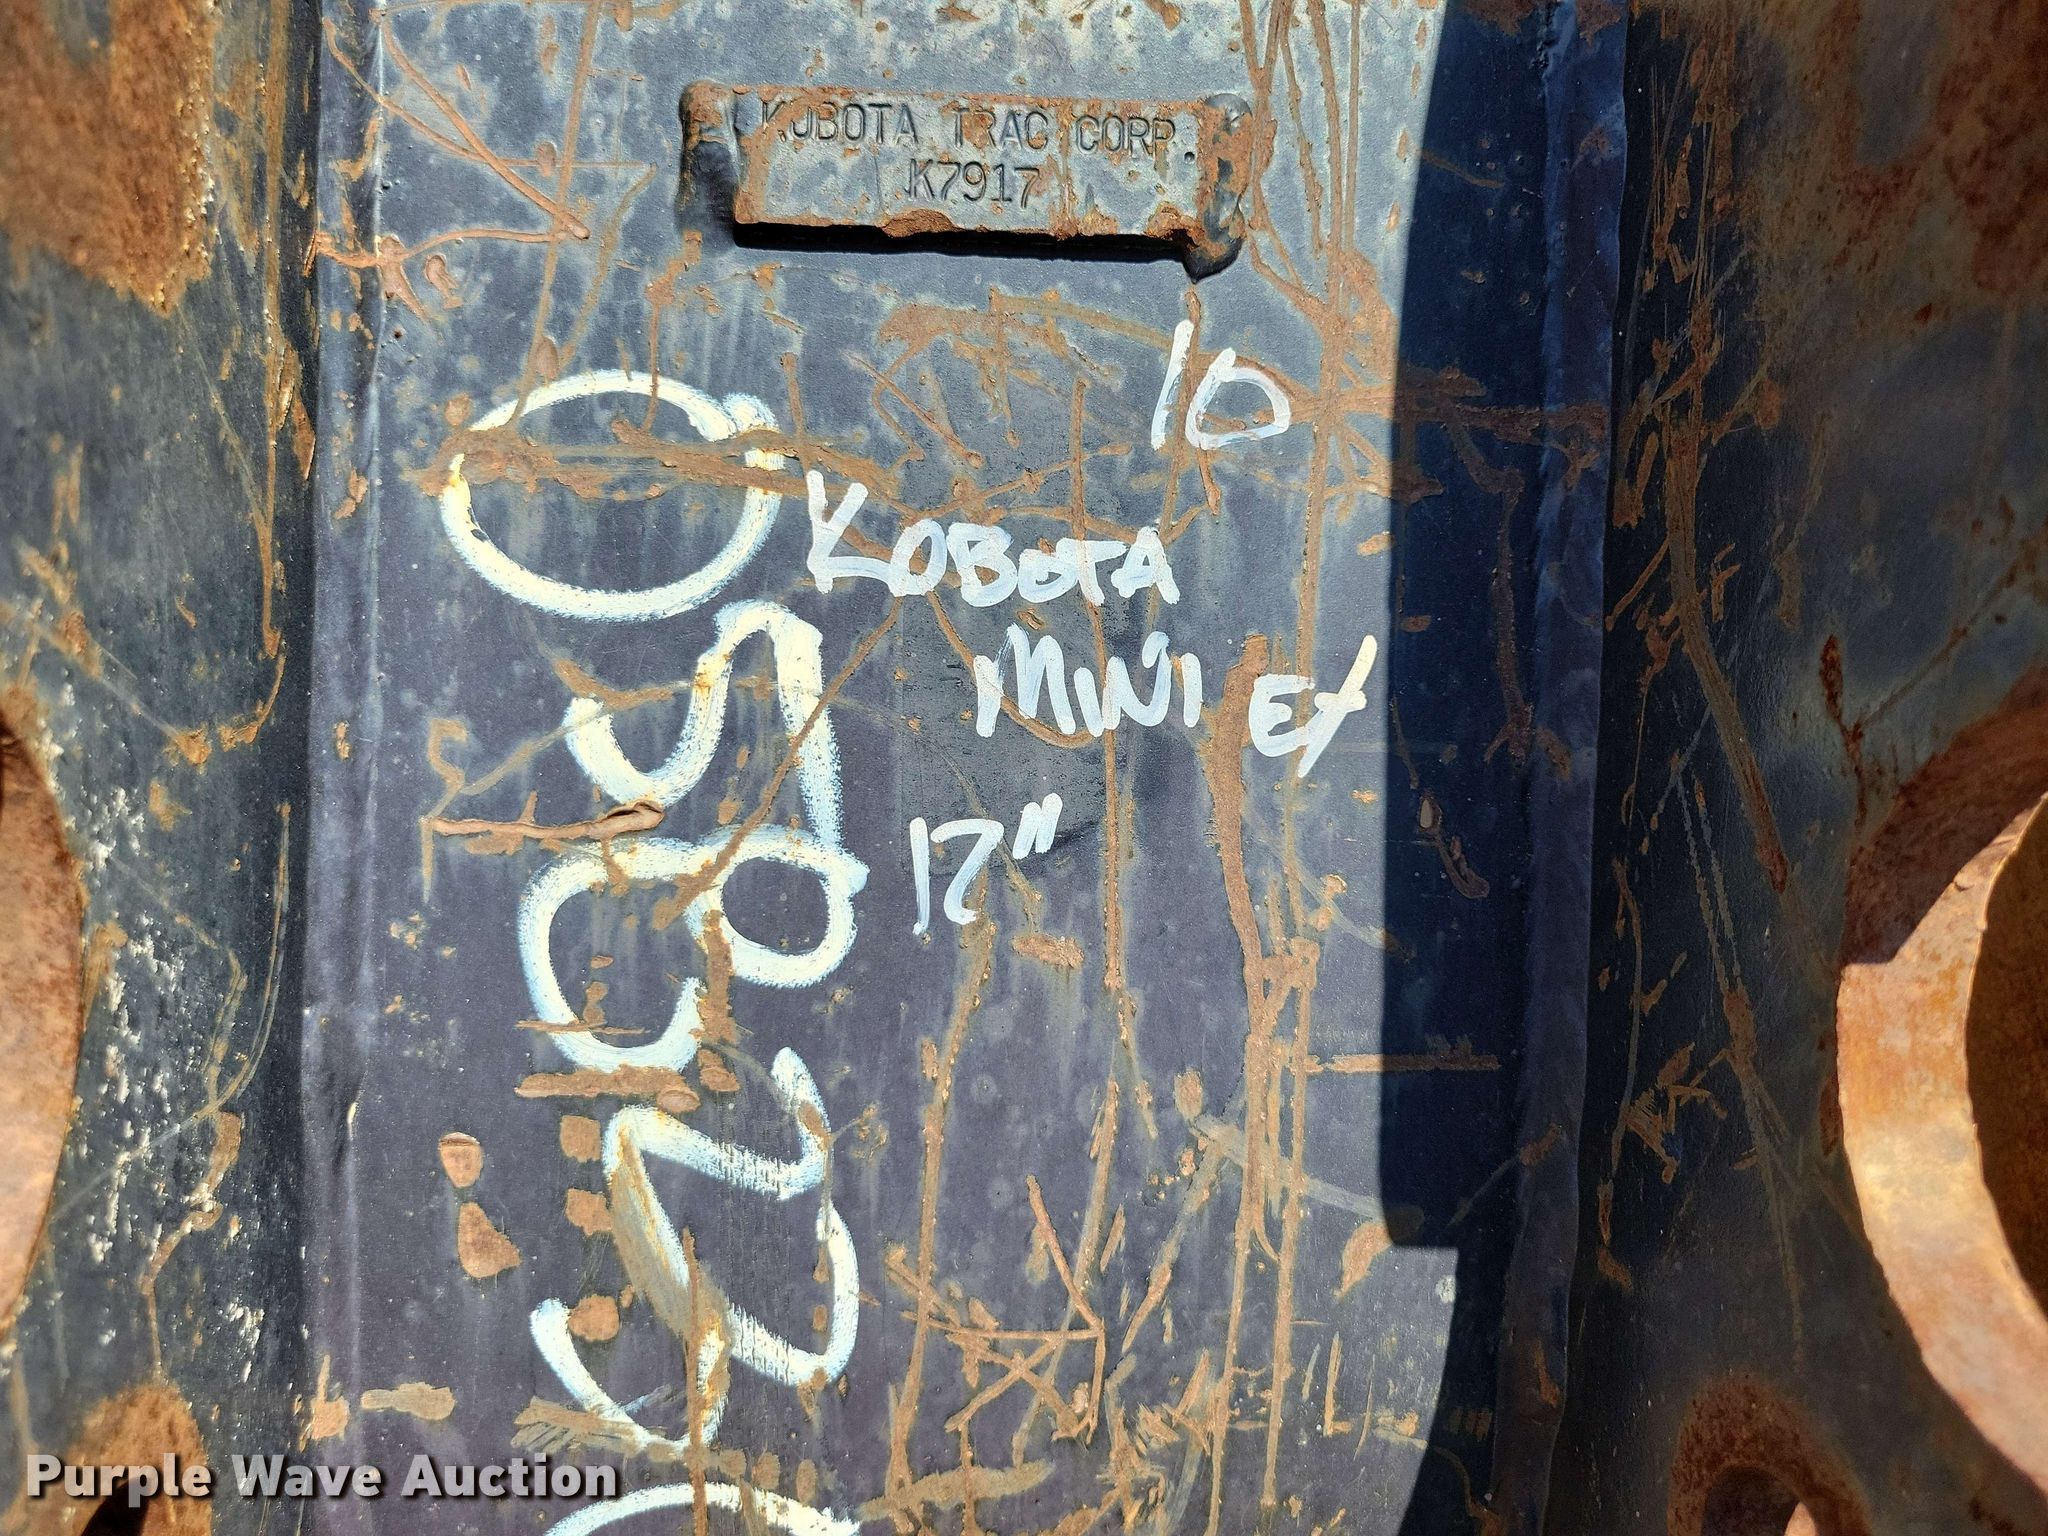 KUBOTA TRAC CORP.
K7917
10
KOBOTA
MINI EX
12"
Purple Wave Auction